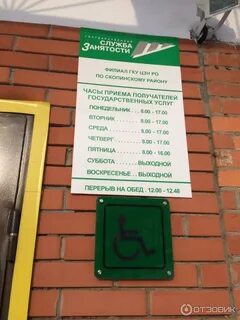 ГОСУДАРСТВЕННАЯ
СЛУЖБА
ЗАНЯТОСТИ
ФИЛИАЛ ГКУ ЦЗН РО
ПО СКОПИНСКОМУ РАЙОНУ
ЧАСЫ ПРИЕМА ПОЛУЧАТЕЛЕЙ
ГОСУДАРСТВЕННЫХ УСЛУГ
ПОНЕДЕЛЬНИК . . . 8.00 - 17.00
ВТОРНИК . . . . 8.00 - 17.00
СРЕДА . . . . 8.00 - 17.00
ЧЕТВЕРГ . . . . 8.00 - 17.00
ПЯТНИЦА . . . . 8.00 - 16.00
СУББОТА . . . . ВЫХОДНОЙ
ВОСКРЕСЕНЬЕ . . ВЫХОДНОЙ
ПЕРЕРЫВ НА ОБЕД . 12.00 - 12.48
ОТЗОВИК